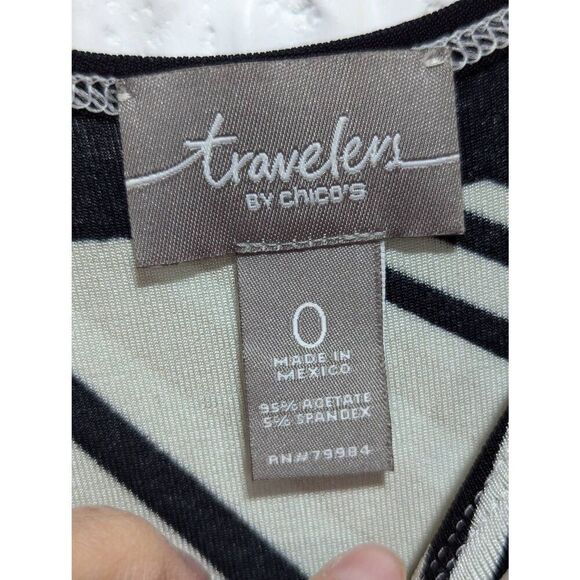 travelers
BY chico's
0
MADE IN
MEXICO
95% ACETATE
5% SPANDEX
RN#79984